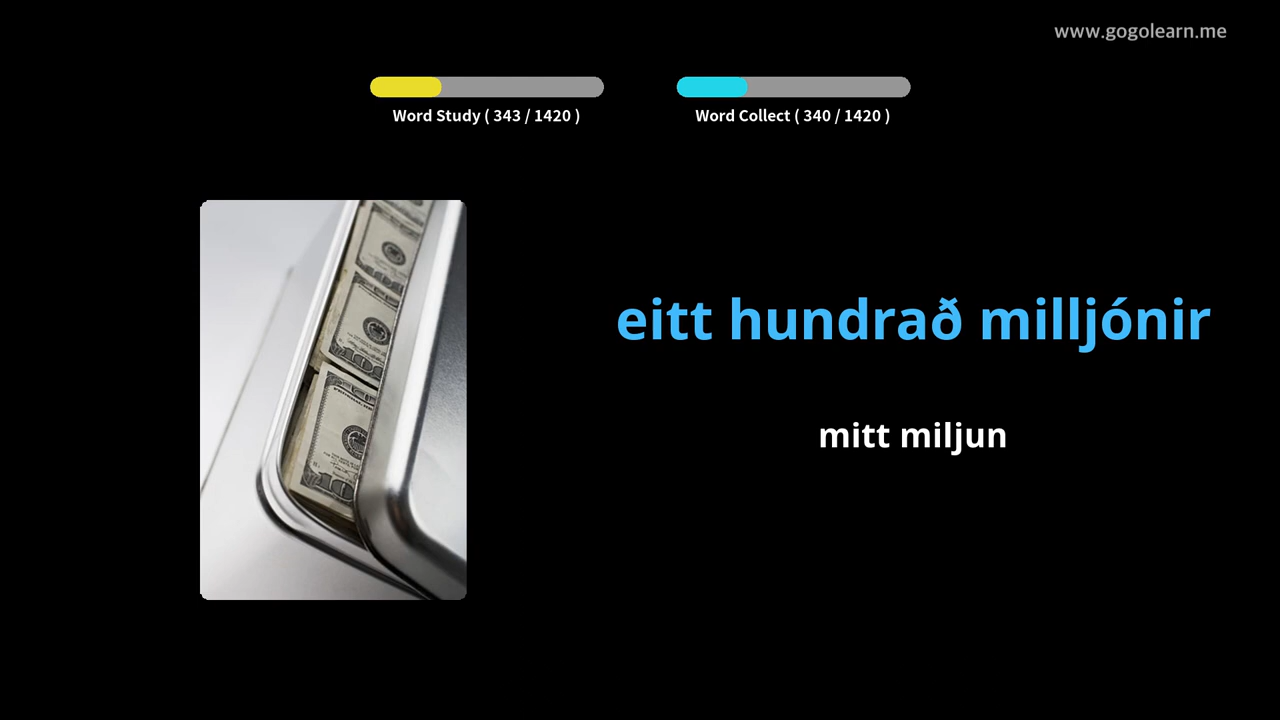 www.gogolearn.me
Word Study ( 343 / 1420 )
Word Collect ( 340 / 1420 )
eitt hundrað milljónir
mitt miljun